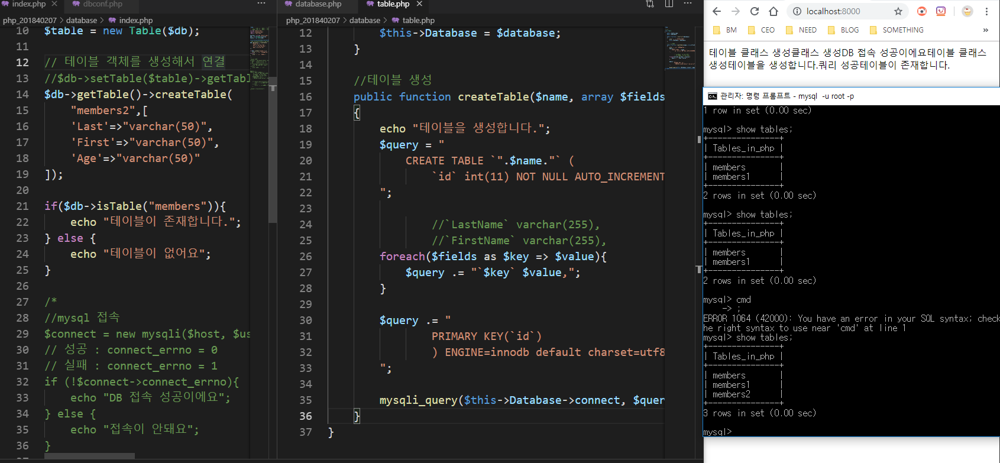 index.php
dbconf.php
php_201840207 > database > index.php
10 $table = new Table($db);
11
12 // 테이블 객체를 생성해서 연결
13 //$db->setTable($table)->getTabl
14 $db->getTable()->createTable(
15 "members2",[
16 'Last'=>"varchar(50)",
17 'First'=>"varchar(50)",
18 'Age'=>"varchar(50)"
19 ]);
20
21 if($db->isTable("members")){
22 echo "테이블이 존재합니다.";
23 } else {
24 echo "테이블이 없어요";
25 }
26
27 /*
28 //mysql 접속
29 $connect = new mysqli($host, $us
30 // 성공 : connect_errno = 0
31 // 실패 : connect_errno = 1
32 if (!$connect->connect_errno){
33 echo "DB 접속 성공이에요";
34 } else {
35 echo "접속이 안돼요";
36 }
database.php
table.php
php_201840207 > database > table.php
12 $this->Database = $database;
13 }
14
15 //테이블 생성
16 public function createTable($name, array $fields
17 {
18 echo "테이블을 생성합니다.";
19 $query = "
20 CREATE TABLE `".$name."` (
21 `id` int(11) NOT NULL AUTO_INCREMENT
22 ";
23
24 //`LastName` varchar(255),
25 //`FirstName` varchar(255),
26 foreach($fields as $key => $value){
27 $query .= "`$key` $value,";
28 }
29
30 $query .= "
31 PRIMARY KEY(`id`)
32 ) ENGINE=innodb default charset=utf8
33 ";
34
35 mysqli_query($this->Database->connect, $quer
36 }
37 }
localhost:8000
BM CEO NEED BLOG SOMETHING »
테이블 클래스 생성클래스 생성DB 접속 성공이에요테이블 클래스
생성테이블을 생성합니다.쿼리 성공테이블이 존재합니다.
관리자: 명령 프롬프트 - mysql -u root -p
1 row in set (0.00 sec)
mysql> show tables;
+---------------+
| Tables_in_php |
+---------------+
| members |
| members1 |
+---------------+
2 rows in set (0.00 sec)
mysql> show tables;
+---------------+
| Tables_in_php |
+---------------+
| members |
| members1 |
+---------------+
2 rows in set (0.00 sec)
mysql> cmd
-> ;
ERROR 1064 (42000): You have an error in your SQL syntax; check
he right syntax to use near 'cmd' at line 1
mysql> show tables;
+---------------+
| Tables_in_php |
+---------------+
| members |
| members1 |
| members2 |
+---------------+
3 rows in set (0.00 sec)
mysql>